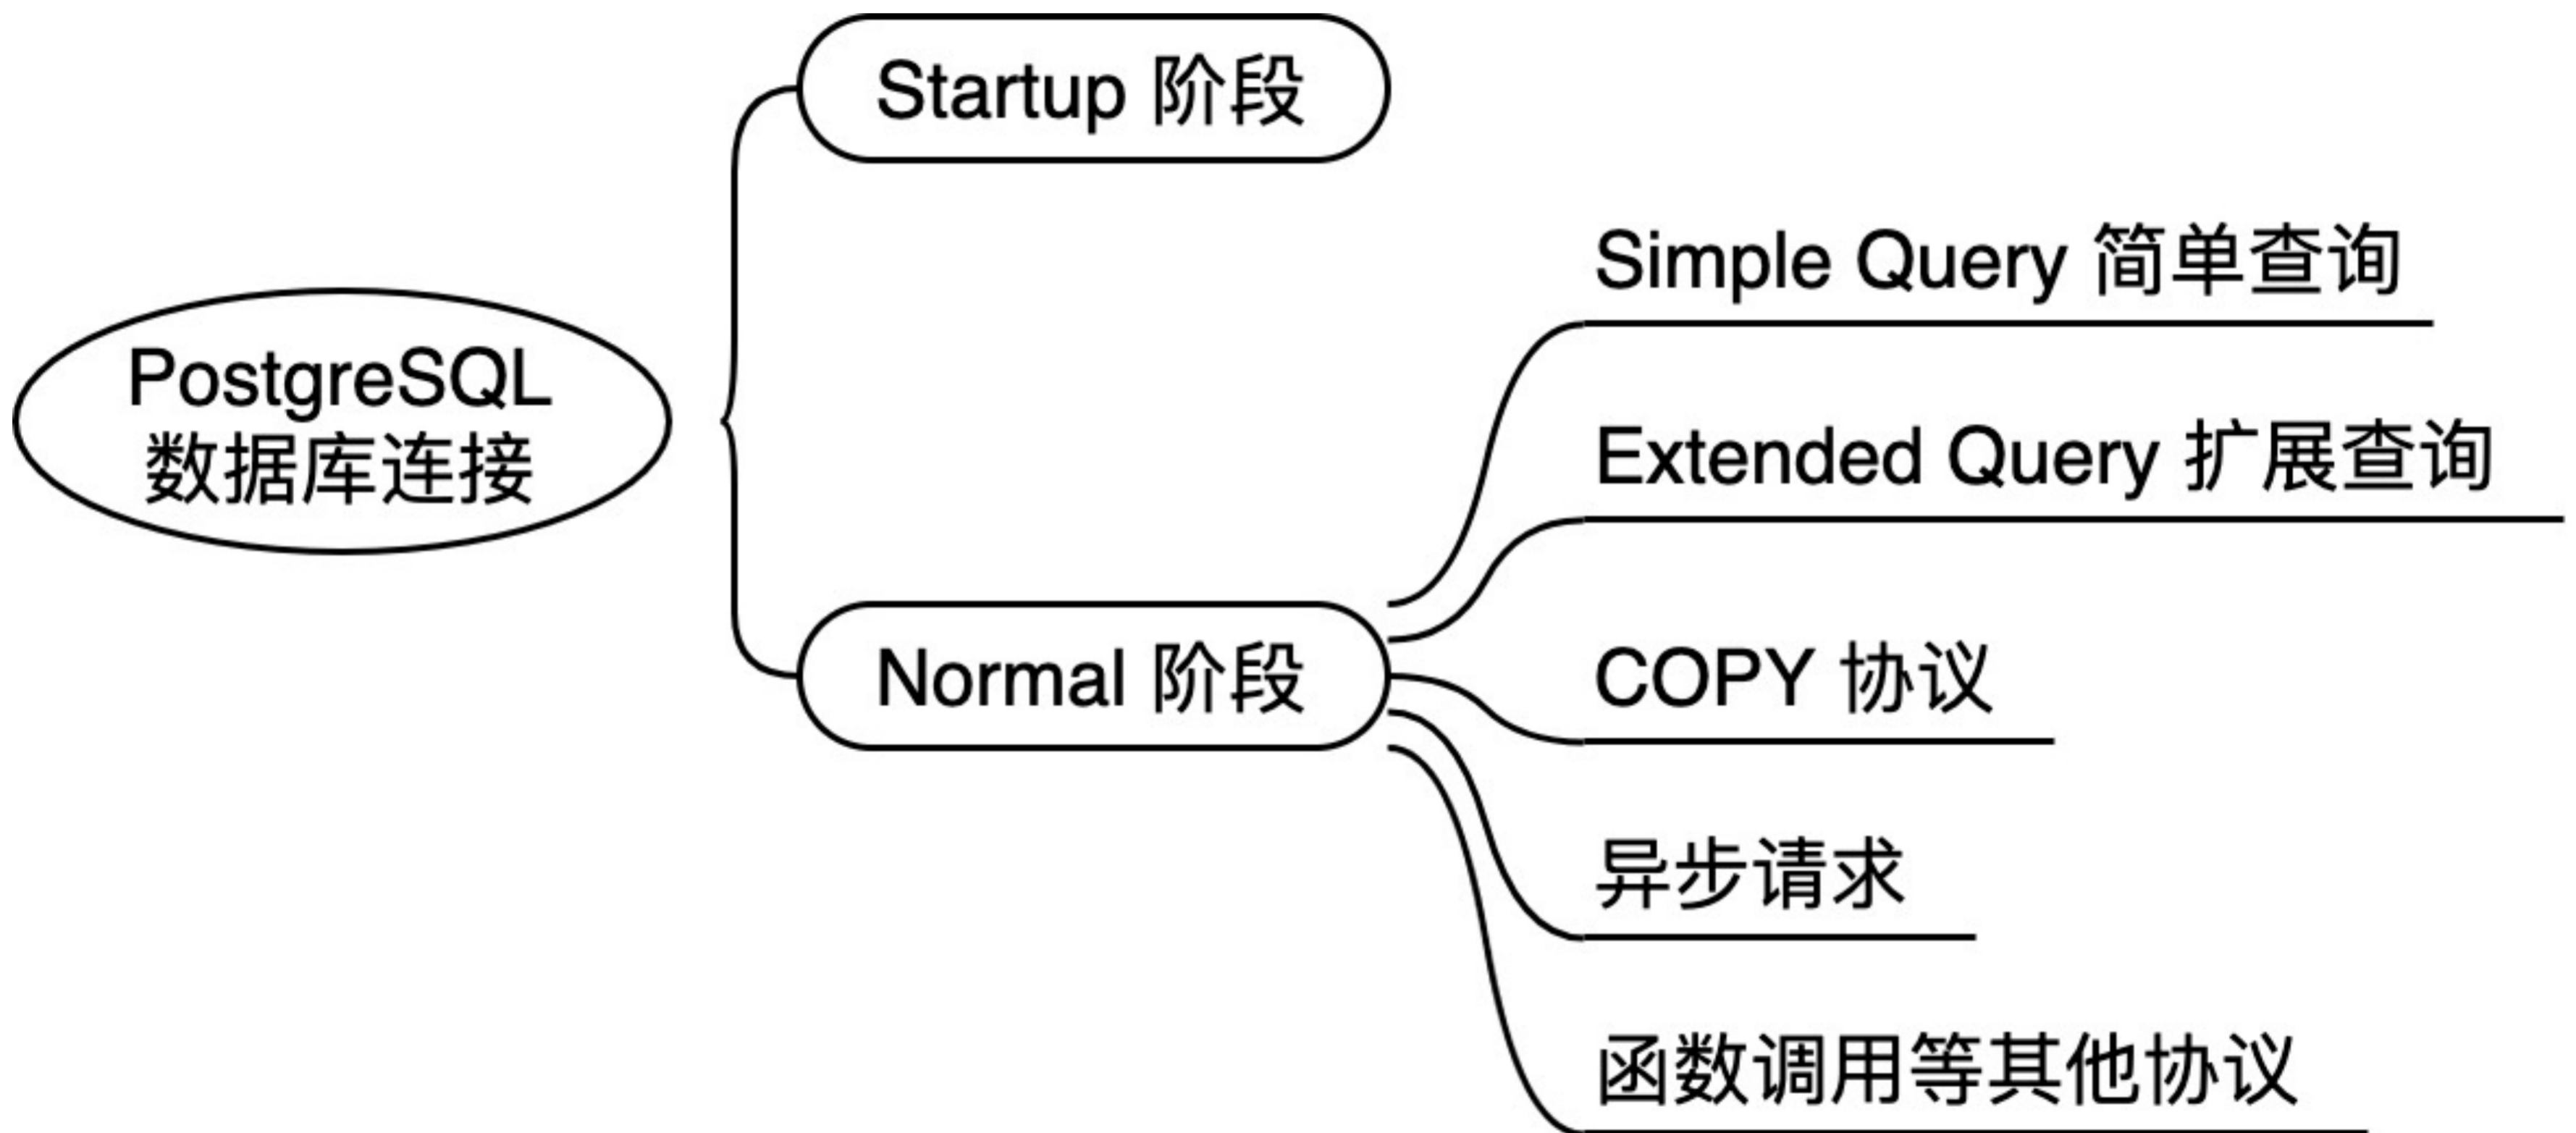 Startup 阶段
Simple Query 简单查询
PostgreSQL
数据库连接
Extended Query 扩展查询
Normal 阶段
COPY 协议
异步请求
函数调用等其他协议